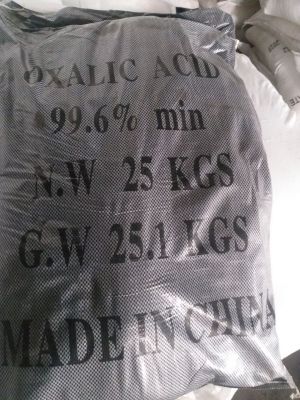 OXALIC ACID
99.6% min
N.W 25 KGS
G.W 25.1 KGS
MADE IN CHINA